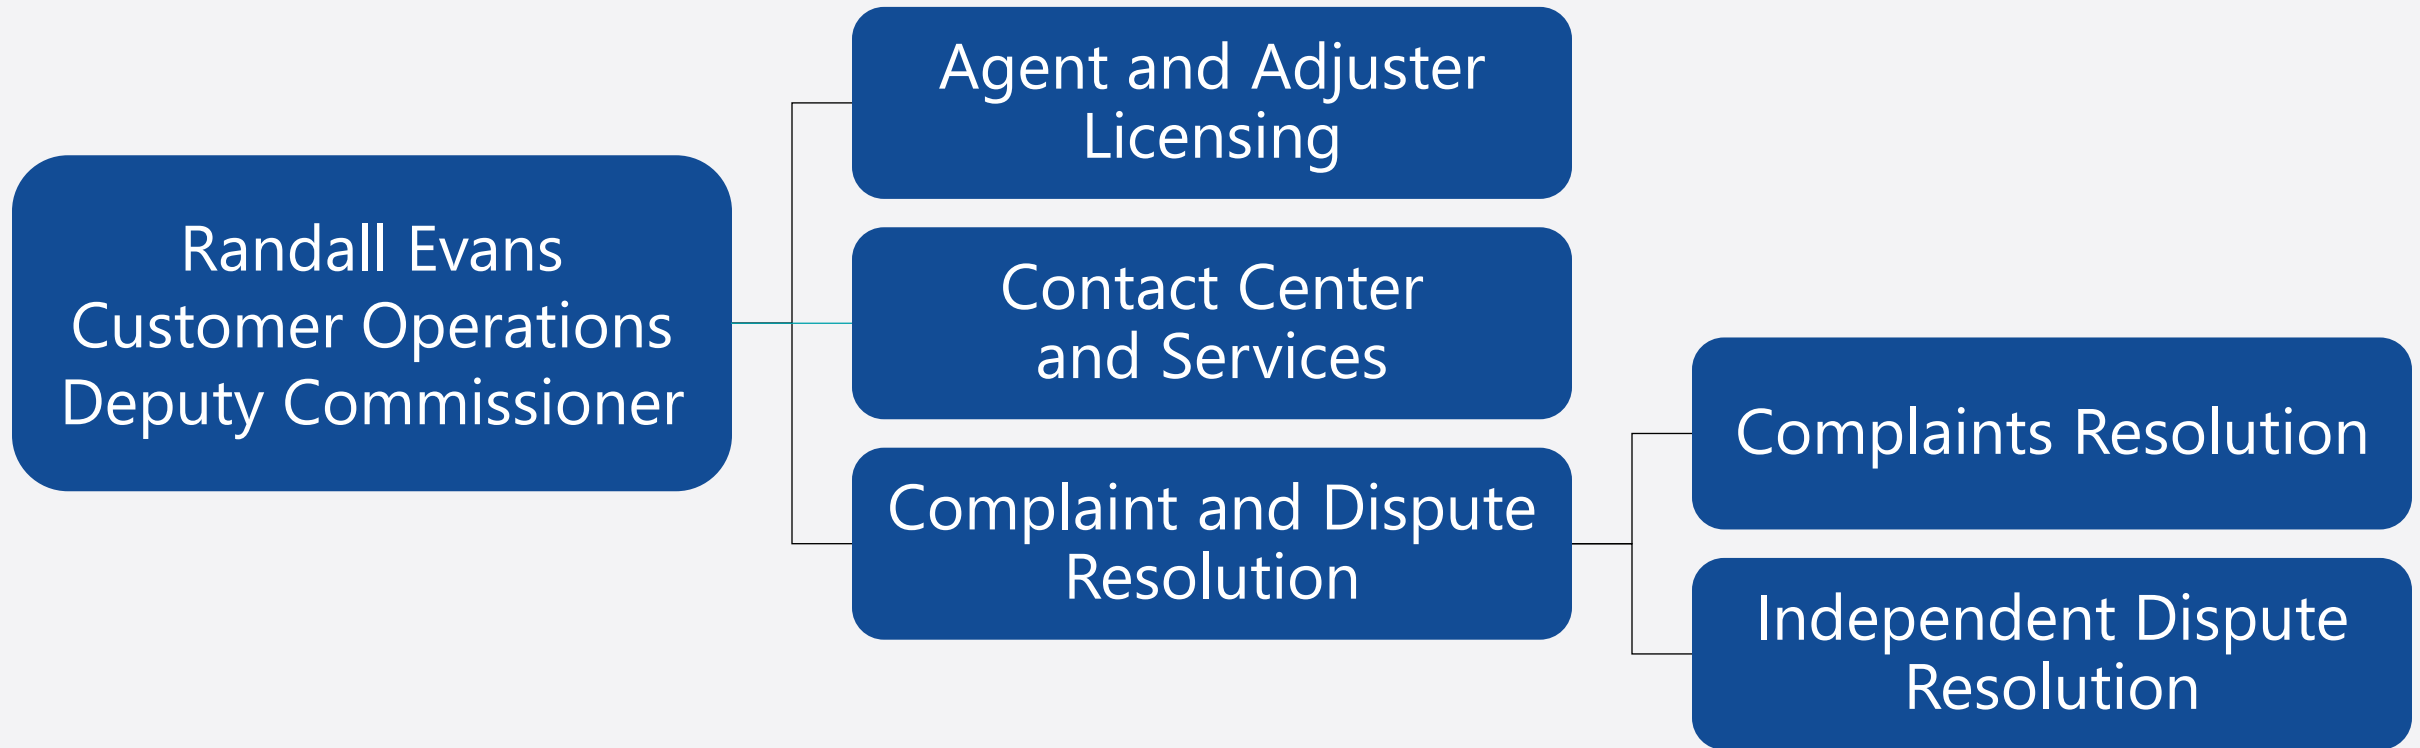 Randall Evans
Customer Operations
Deputy Commissioner
Agent and Adjuster
Licensing
Contact Center
and Services
Complaint and Dispute
Resolution
Complaints Resolution
Independent Dispute
Resolution